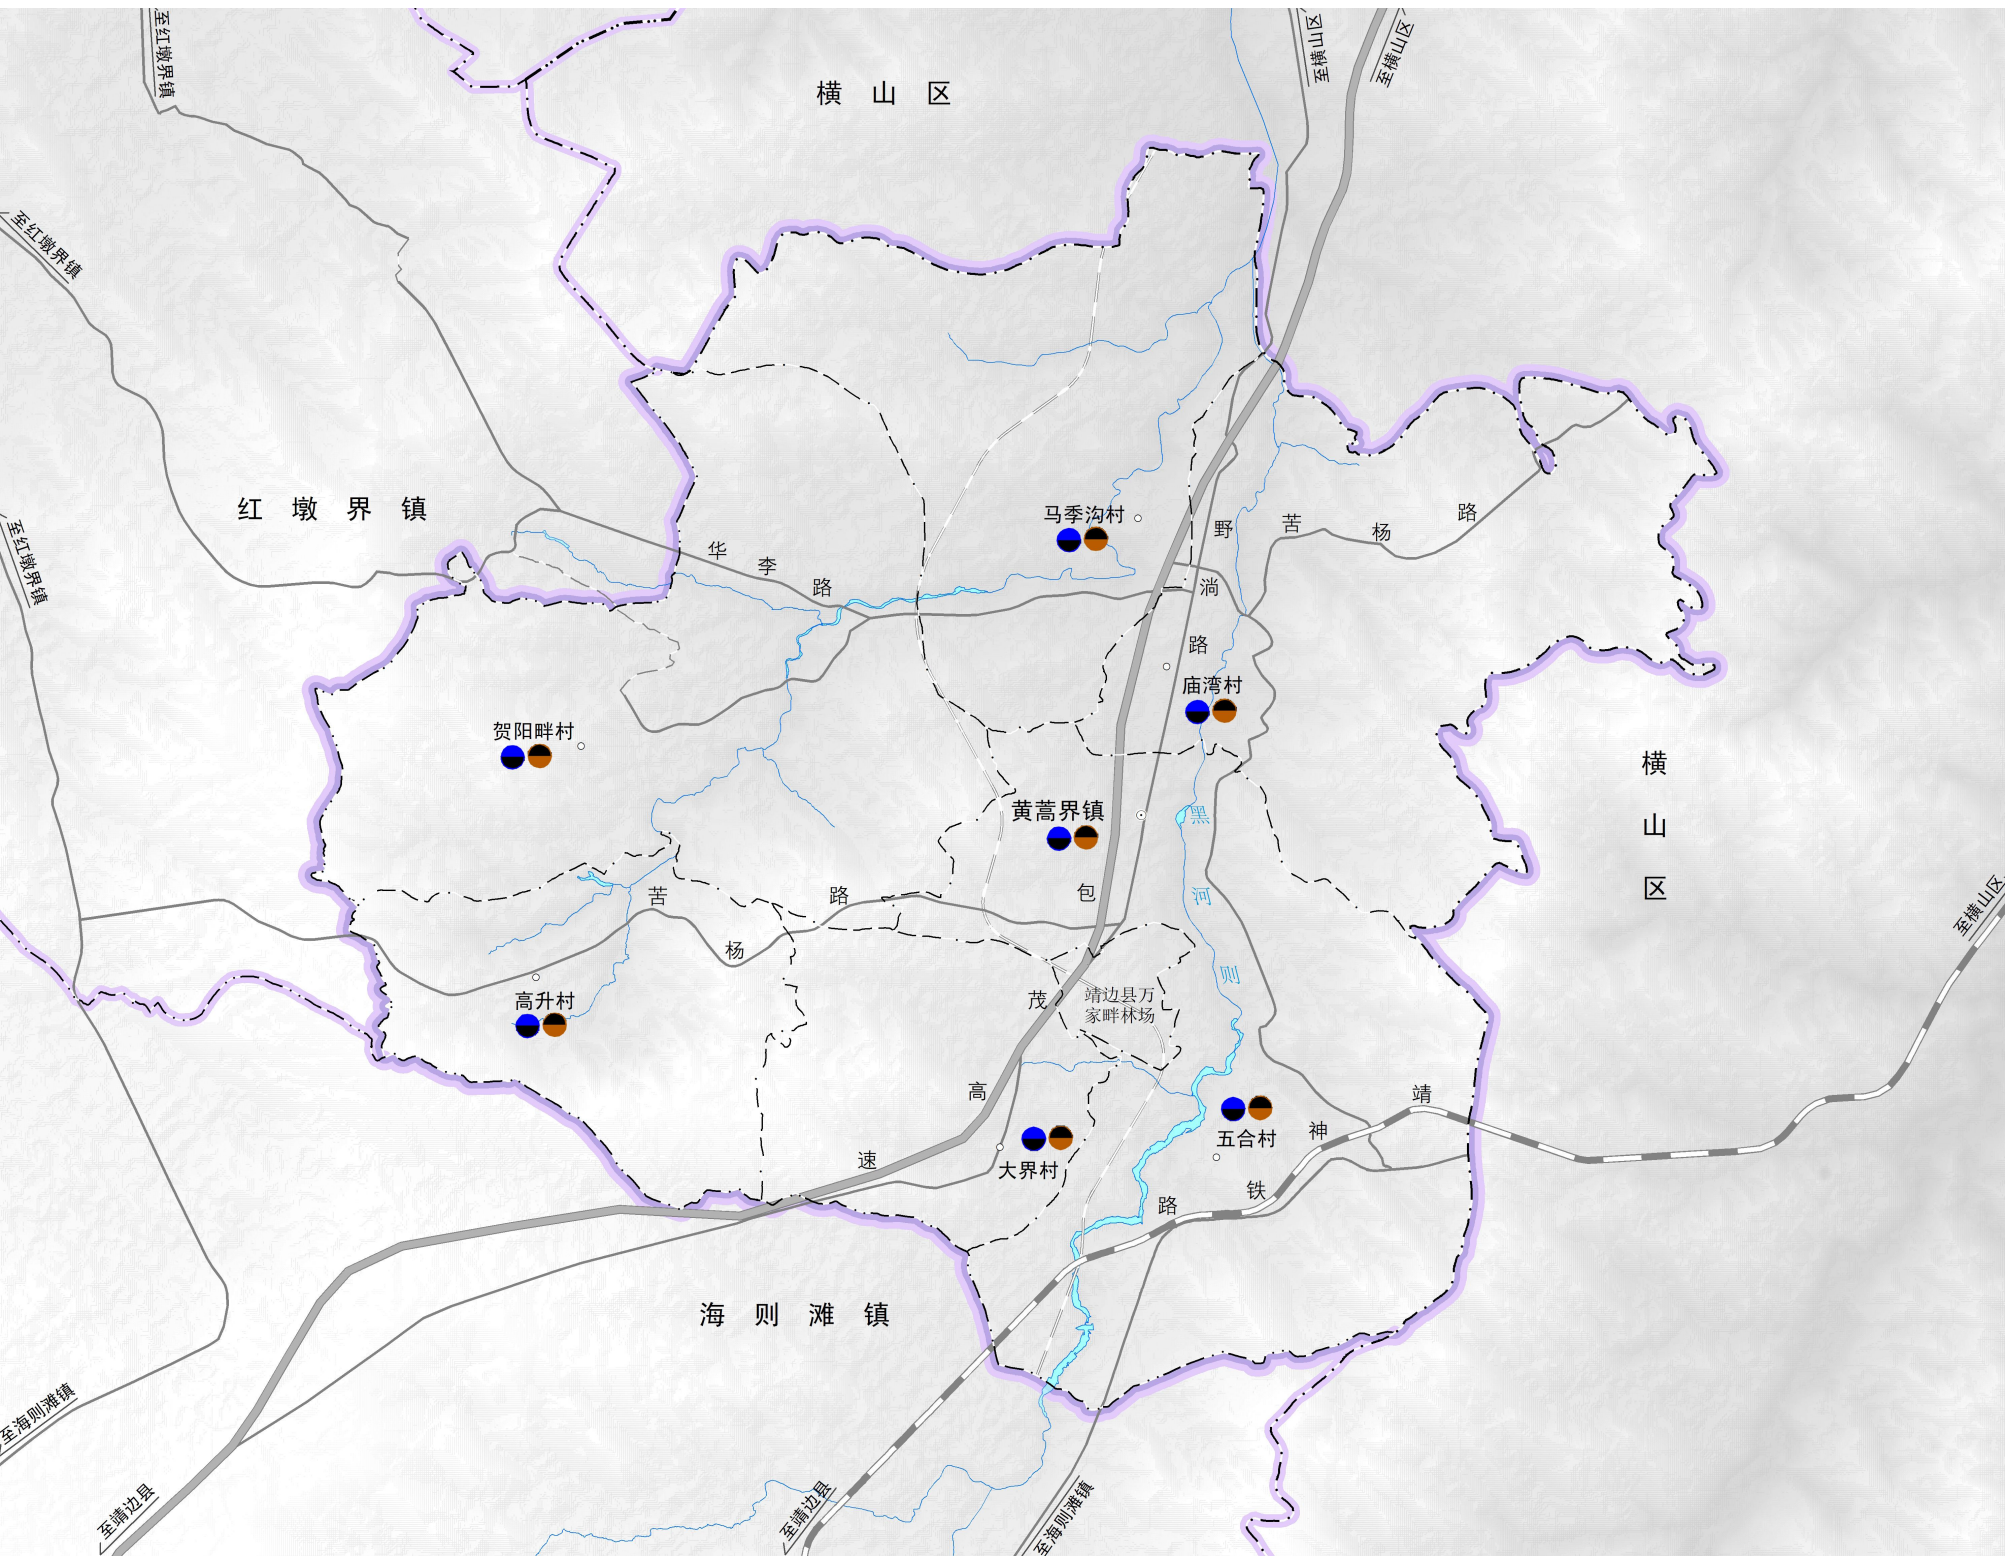 至红墩界镇
至横山区
至横山区
横山区
至红墩界镇
红墩界镇
至红墩界镇
马季沟村
华李路
野淌路
苦杨路
庙湾村
贺阳畔村
横山区
黄蒿界镇
黑河则
苦杨路
包茂高速
至横山区
高升村
靖边县万
家畔林场
大界村
五合村
靖神铁路
海则滩镇
至海则滩镇
至靖边县
至靖边县
至海则滩镇